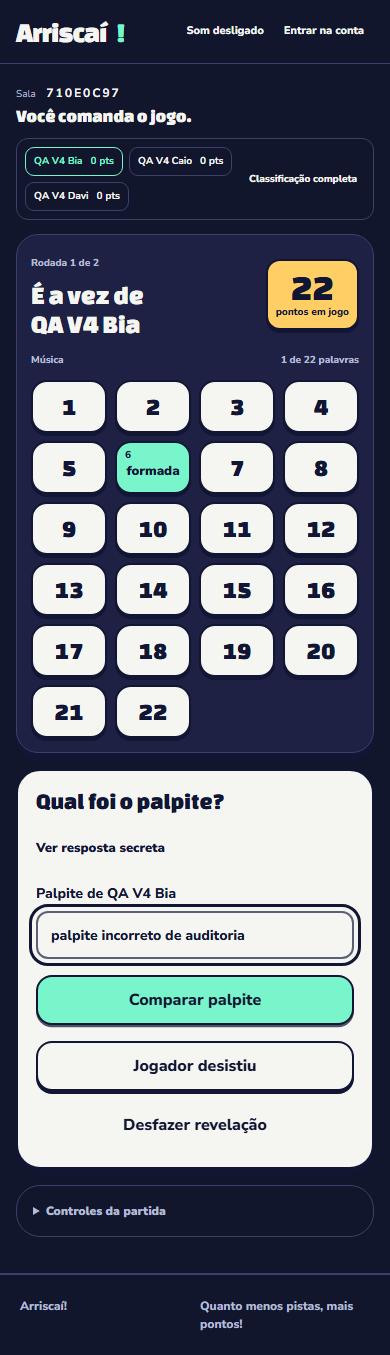 Arriscaí !
Som desligado
Entrar na conta
Sala 710E0C97
Você comanda o jogo.
QA V4 Bia 0 pts
QA V4 Caio 0 pts
QA V4 Davi 0 pts
Classificação completa
Rodada 1 de 2
É a vez de
QA V4 Bia
22
pontos em jogo
Música
1 de 22 palavras
1 2 3 4
5
6
formada
7 8
9 10 11 12
13 14 15 16
17 18 19 20
21 22
Qual foi o palpite?
Ver resposta secreta
Palpite de QA V4 Bia
palpite incorreto de auditoria
Comparar palpite
Jogador desistiu
Desfazer revelação
Controles da partida
Arriscaí!
Quanto menos pistas, mais
pontos!